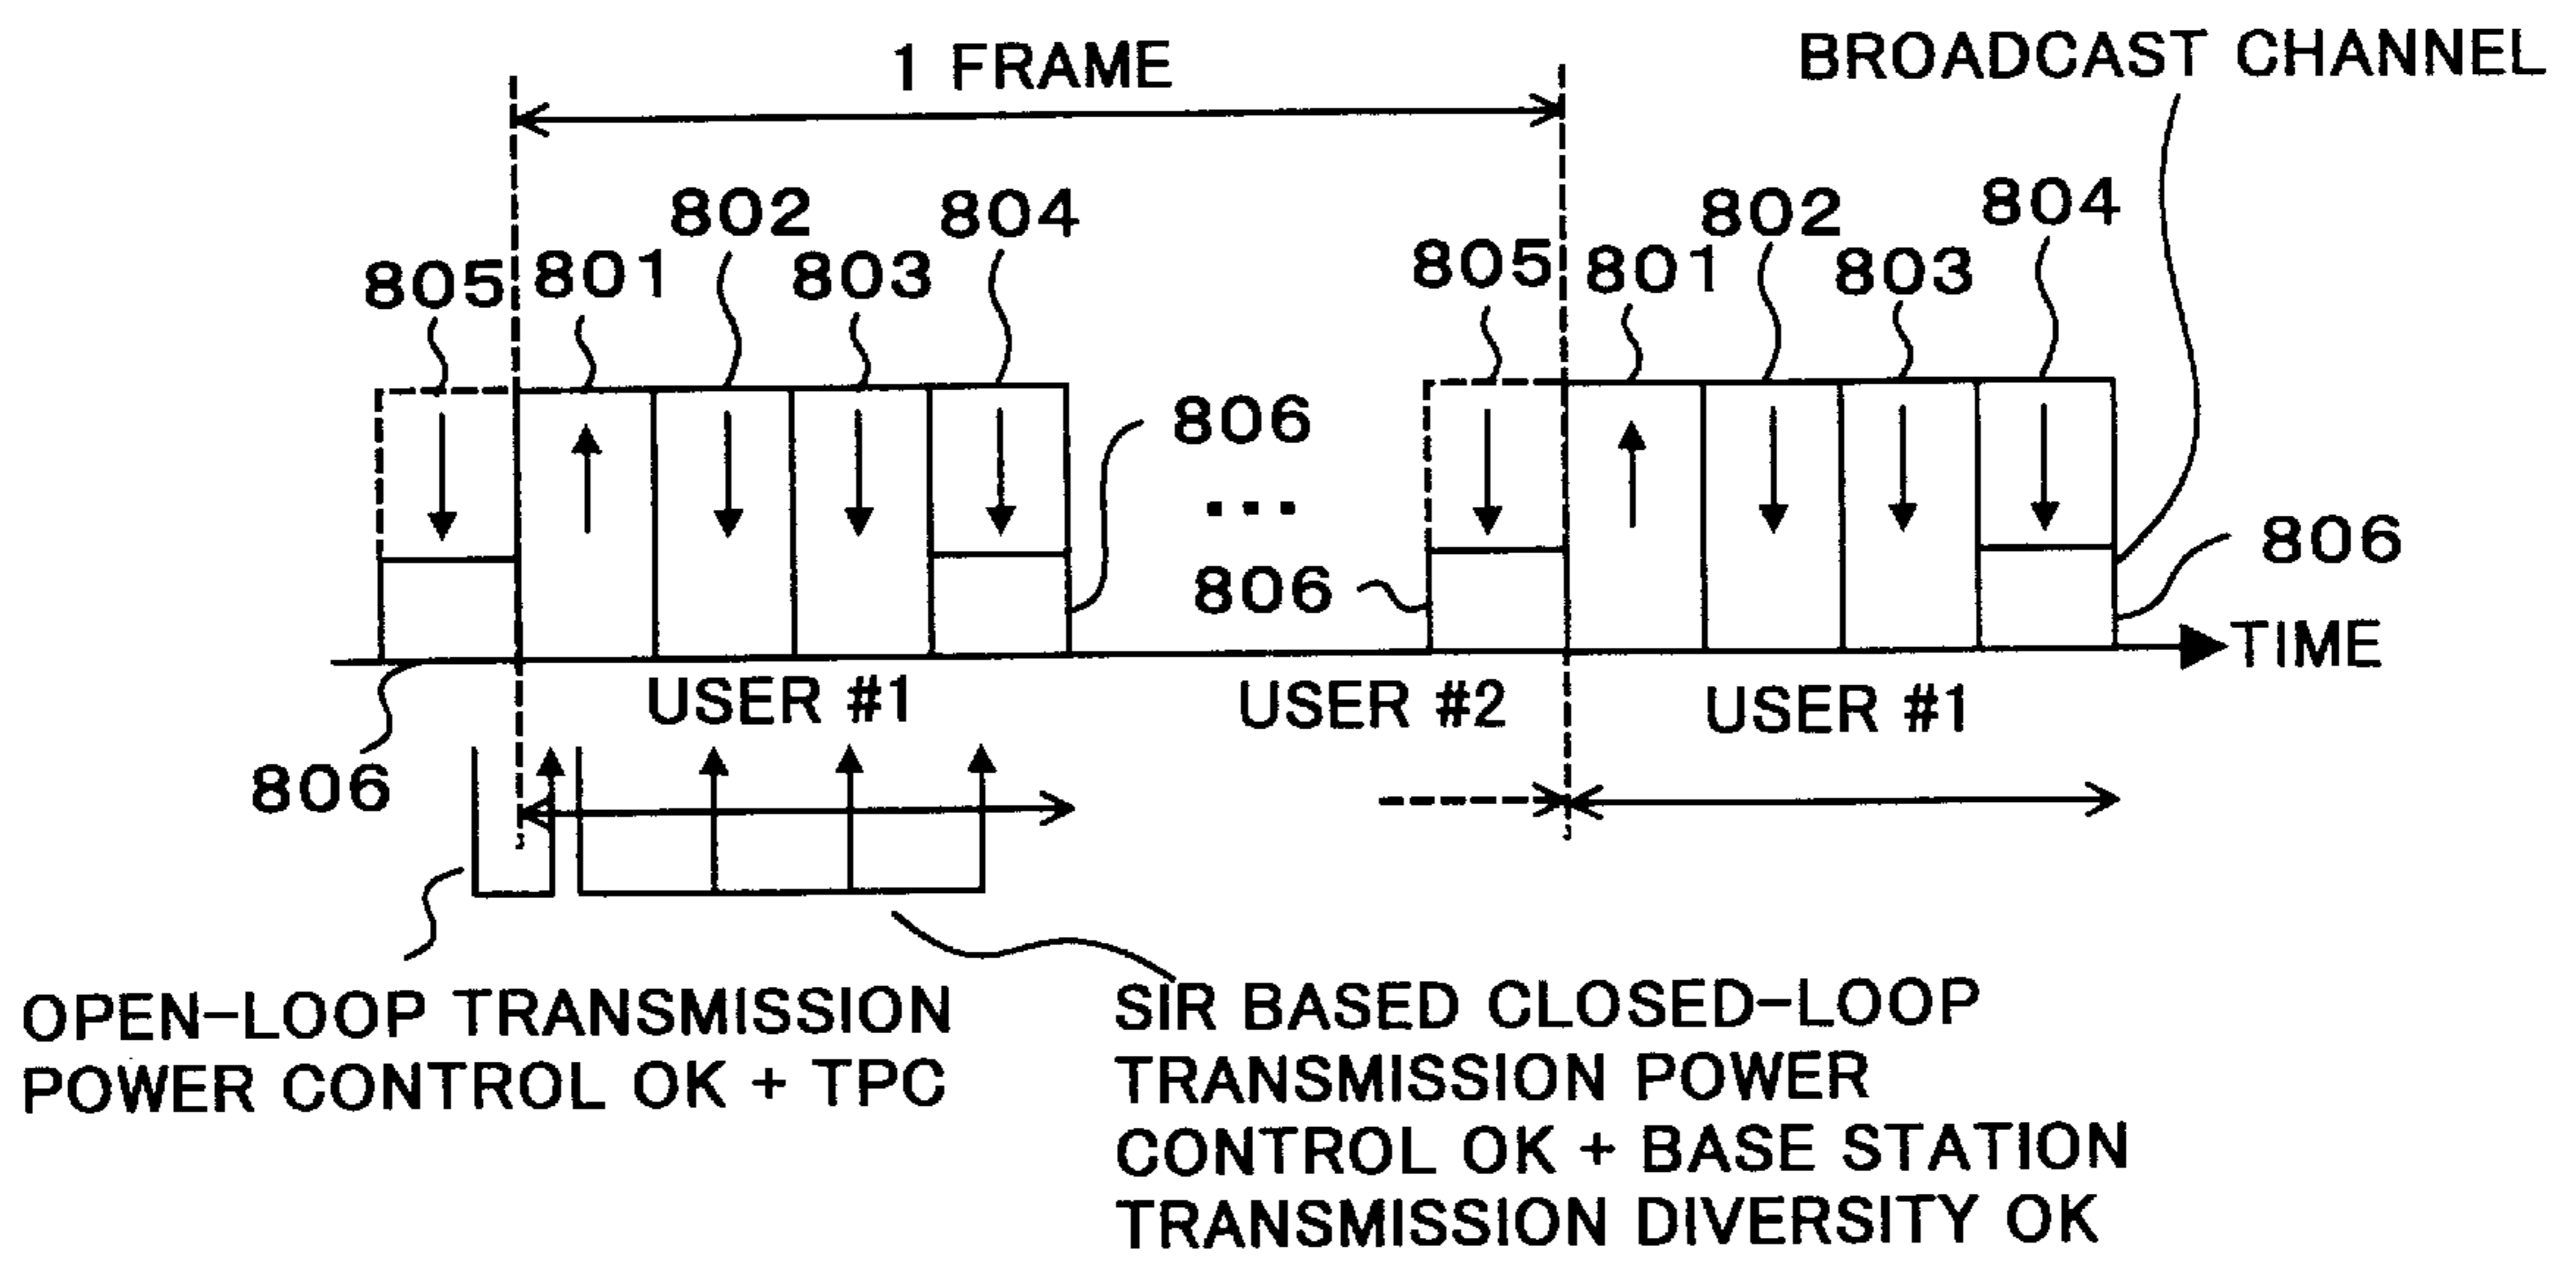 1 FRAME
BROADCAST CHANNEL
805
801
802
803
804
806
805
801
802
803
804
806
806
TIME
USER #1
USER #2
USER #1
806
OPEN-LOOP TRANSMISSION
POWER CONTROL OK + TPC
SIR BASED CLOSED-LOOP
TRANSMISSION POWER
CONTROL OK + BASE STATION
TRANSMISSION DIVERSITY OK